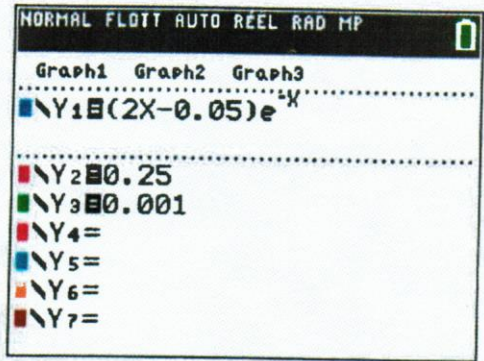 NORMAL FLOTT AUTO RÉEL RAD MP
Graph1 Graph2 Graph3
\Y₁=(2X-0.05)e^-X
\Y₂=0.25
\Y₃=0.001
\Y₄=
\Y₅=
\Y₆=
\Y₇=